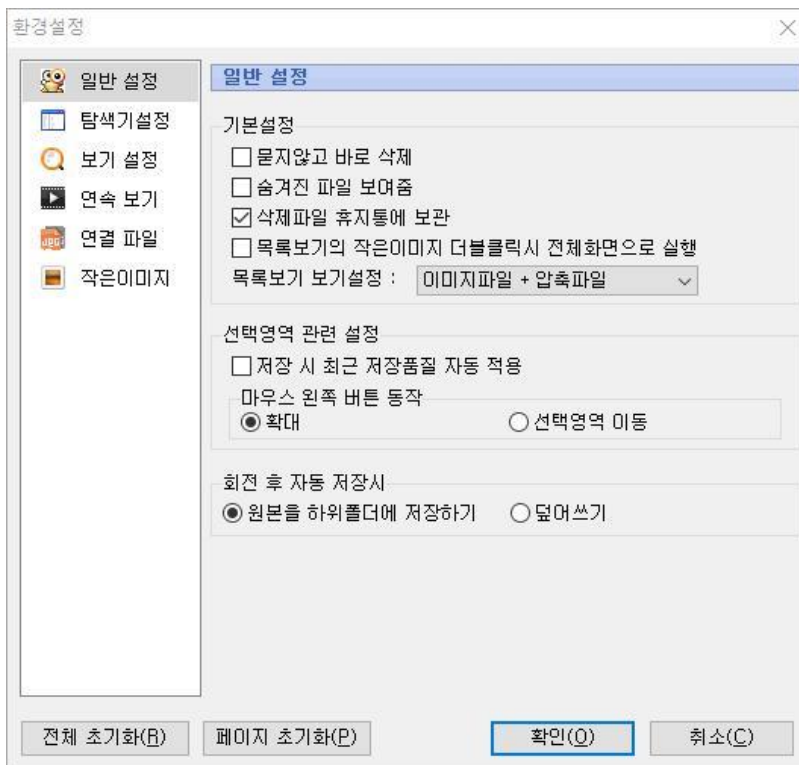 환경설정
일반 설정
탐색기설정
보기 설정
연속 보기
연결 파일
작은이미지
일반 설정
기본설정
묻지않고 바로 삭제
숨겨진 파일 보여줌
삭제파일 휴지통에 보관
목록보기의 작은이미지 더블클릭시 전체화면으로 실행
목록보기 보기설정 : 이미지파일 + 압축파일
선택영역 관련 설정
저장 시 최근 저장품질 자동 적용
마우스 왼쪽 버튼 동작
확대 선택영역 이동
회전 후 자동 저장시
원본을 하위폴더에 저장하기 덮어쓰기
전체 초기화(R) 페이지 초기화(P) 확인(O) 취소(C)